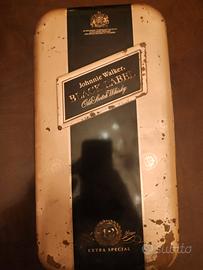 Johnnie Walker.
BLACK LABEL
Old Scotch Whisky
EXTRA SPECIAL
subito